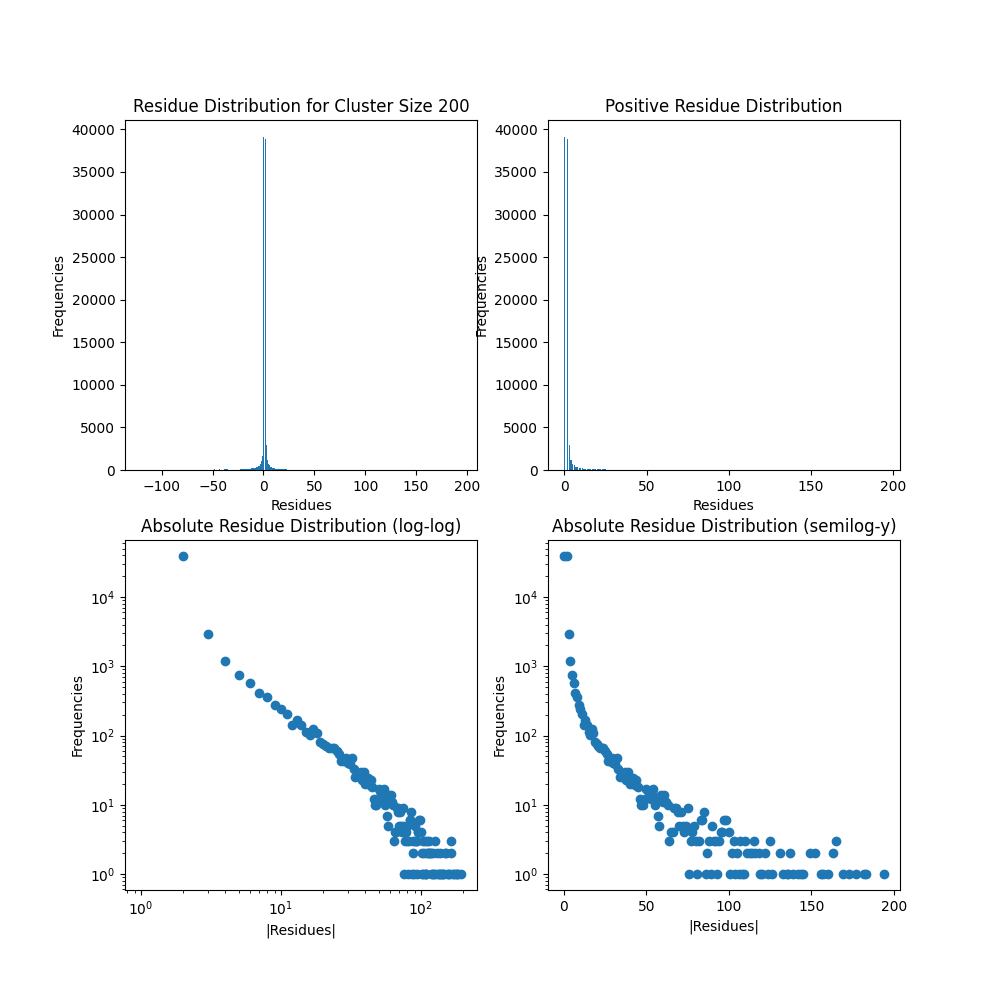 Residue Distribution for Cluster Size 200
Positive Residue Distribution
Frequencies
40000
35000
30000
25000
20000
15000
10000
5000
0
−100 −50 0 50 100 150 200
Residues
Frequencies
40000
35000
30000
25000
20000
15000
10000
5000
0
0 50 100 150 200
Residues
Absolute Residue Distribution (log-log)
Absolute Residue Distribution (semilog-y)
Frequencies
10⁴
10³
10²
10¹
10⁰
10⁰ 10¹ 10²
|Residues|
Frequencies
10⁴
10³
10²
10¹
10⁰
0 50 100 150 200
|Residues|